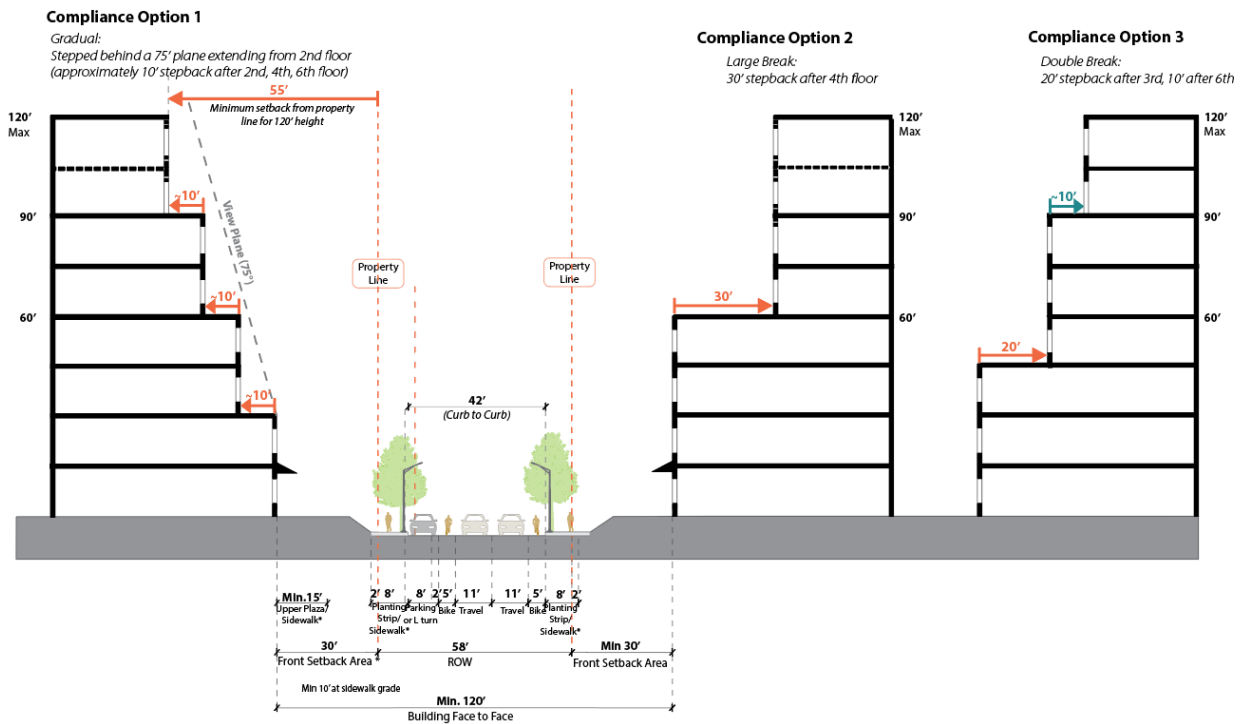 Compliance Option 1
Gradual:
Stepped behind a 75' plane extending from 2nd floor
(approximately 10' stepback after 2nd, 4th, 6th floor)
Compliance Option 2
Large Break:
30' stepback after 4th floor
Compliance Option 3
Double Break:
20' stepback after 3rd, 10' after 6th
55'
Minimum setback from property
line for 120' height
120'
Max
90'
60'
~10'
~10'
~10'
View Plane (75°)
Property
Line
Property
Line
42'
(Curb to Curb)
30'
120'
Max
90'
60'
20'
~10'
120'
Max
90'
60'
Min.15'
Upper Plaza/
Sidewalk*
2'
8'
Planting
Strip/
Sidewalk*
8'
Parking
or L turn
2'
5'
Bike
11'
Travel
11'
Travel
5'
Bike
8'
Planting
Strip/
Sidewalk*
2'
30'
Front Setback Area *
58'
ROW
Min 30'
Front Setback Area
Min 10' at sidewalk grade
Min. 120'
Building Face to Face